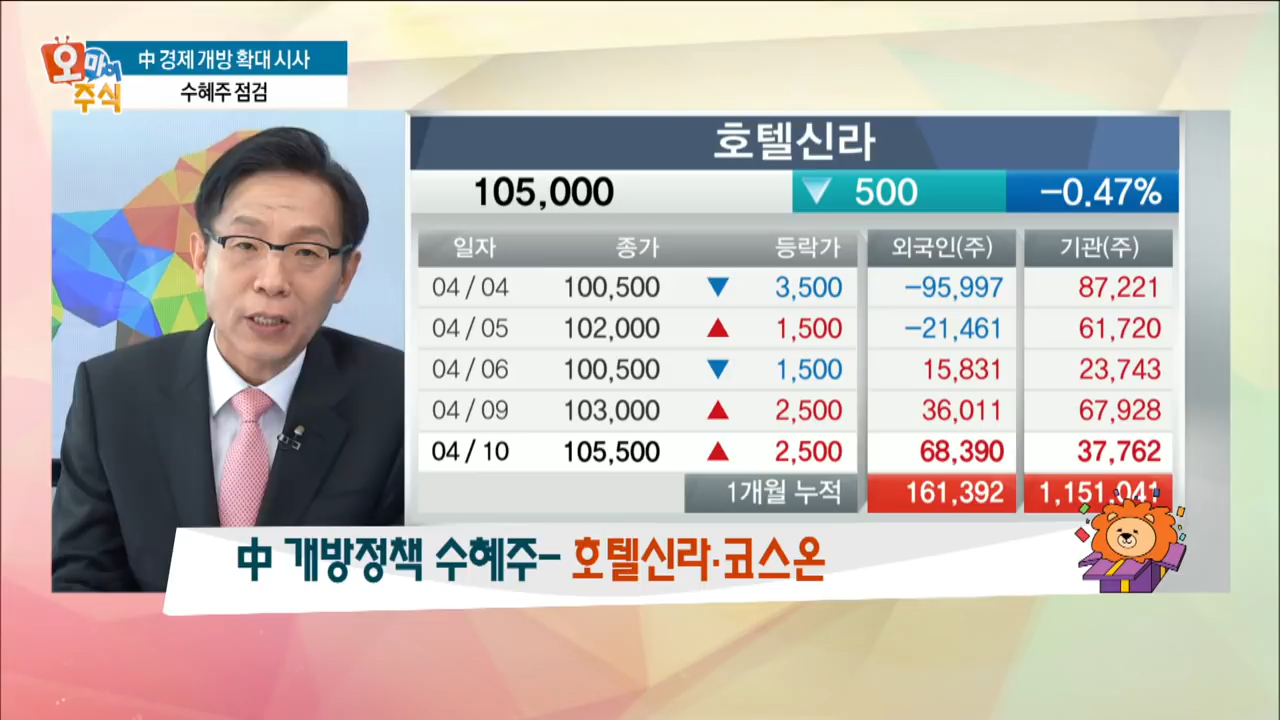 오 마이
주식
中 경제 개방 확대 시사
수혜주 점검
호텔신라
105,000 ▼ 500 -0.47%
일자 종가 등락가 외국인(주) 기관(주)
04/04 100,500 ▼ 3,500 -95,997 87,221
04/05 102,000 ▲ 1,500 -21,461 61,720
04/06 100,500 ▼ 1,500 15,831 23,743
04/09 103,000 ▲ 2,500 36,011 67,928
04/10 105,500 ▲ 2,500 68,390 37,762
1개월 누적 161,392 1,151,041
中 개방정책 수혜주- 호텔신라·코스온